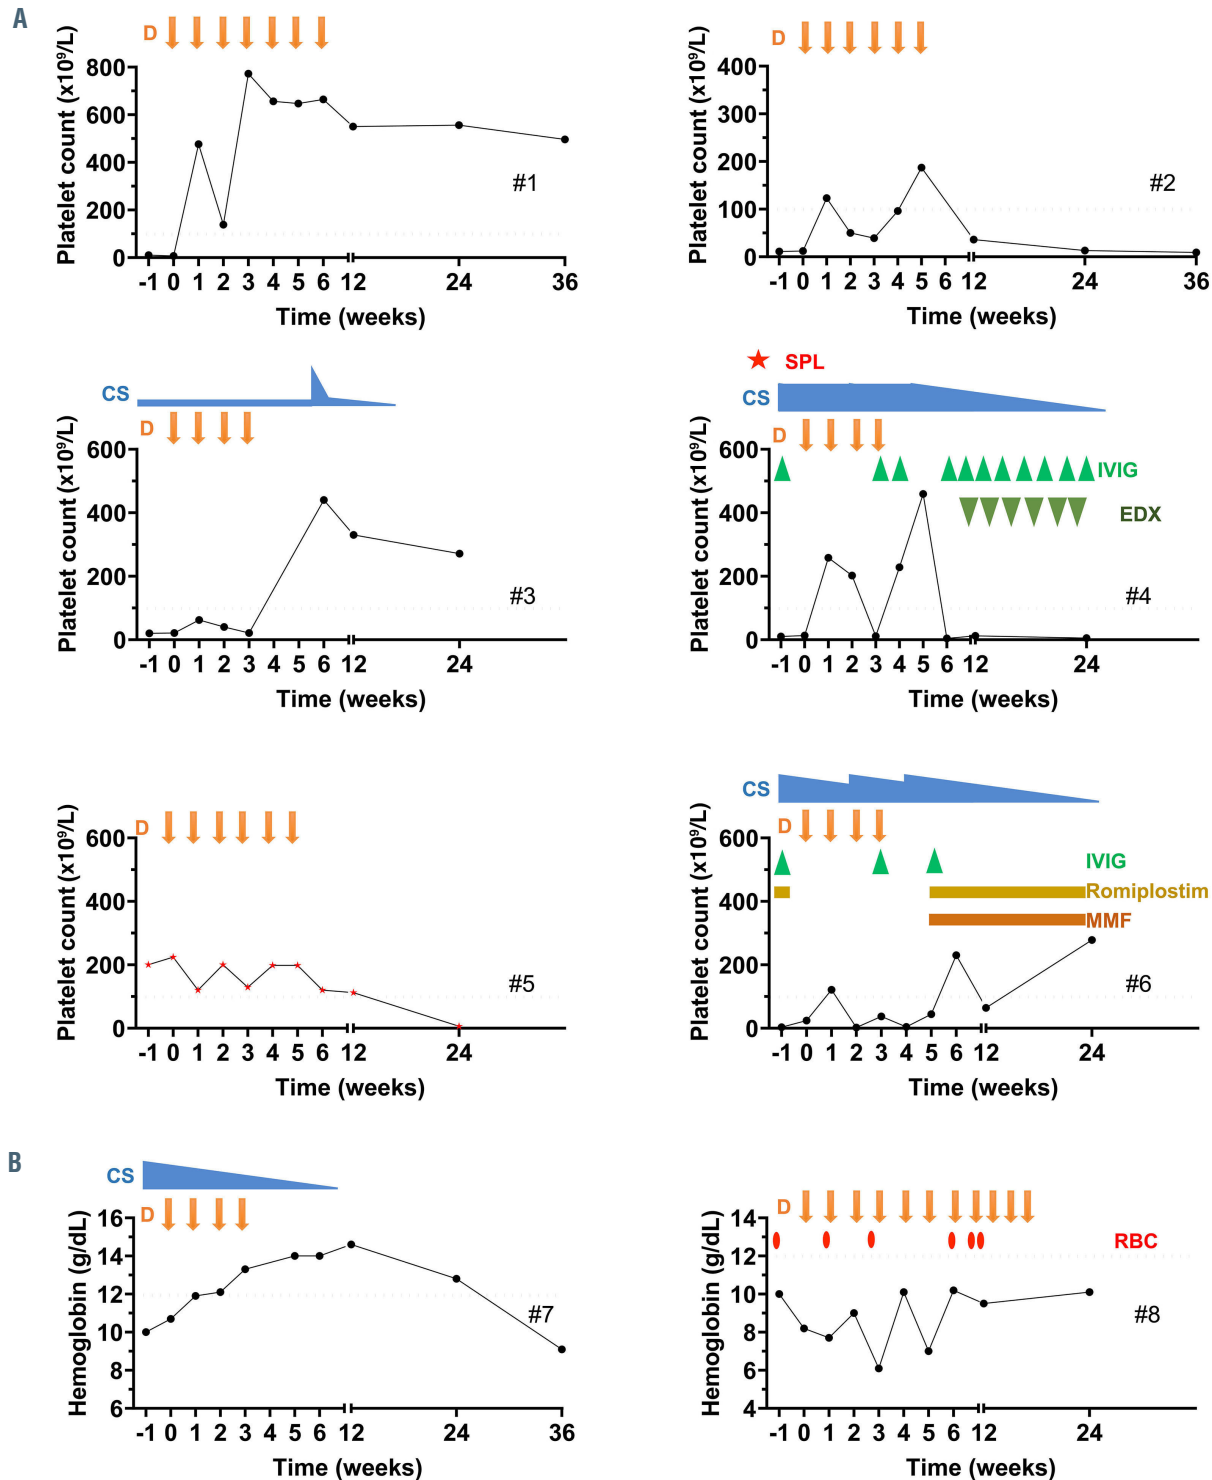 A
D
Platelet count (x10⁹/L)
800
600
400
200
0
#1
-1 0 1 2 3 4 5 6 12 24 36
Time (weeks)
D
Platelet count (x10⁹/L)
400
300
200
100
0
#2
-1 0 1 2 3 4 5 6 12 24 36
Time (weeks)
CS
D
Platelet count (x10⁹/L)
600
400
200
0
#3
-1 0 1 2 3 4 5 6 12 24
Time (weeks)
SPL
CS
D
Platelet count (x10⁹/L)
600
400
200
0
IVIG
EDX
#4
-1 0 1 2 3 4 5 6 12 24
Time (weeks)
D
Platelet count (x10⁹/L)
600
400
200
0
#5
-1 0 1 2 3 4 5 6 12 24
Time (weeks)
CS
D
Platelet count (x10⁹/L)
600
400
200
0
IVIG
Romiplostim
MMF
#6
-1 0 1 2 3 4 5 6 12 24
Time (weeks)
B
CS
D
Hemoglobin (g/dL)
16
14
12
10
8
6
#7
-1 0 1 2 3 4 5 6 12 24 36
Time (weeks)
D
Hemoglobin (g/dL)
14
12
10
8
6
4
RBC
#8
-1 0 1 2 3 4 5 6 12 24
Time (weeks)